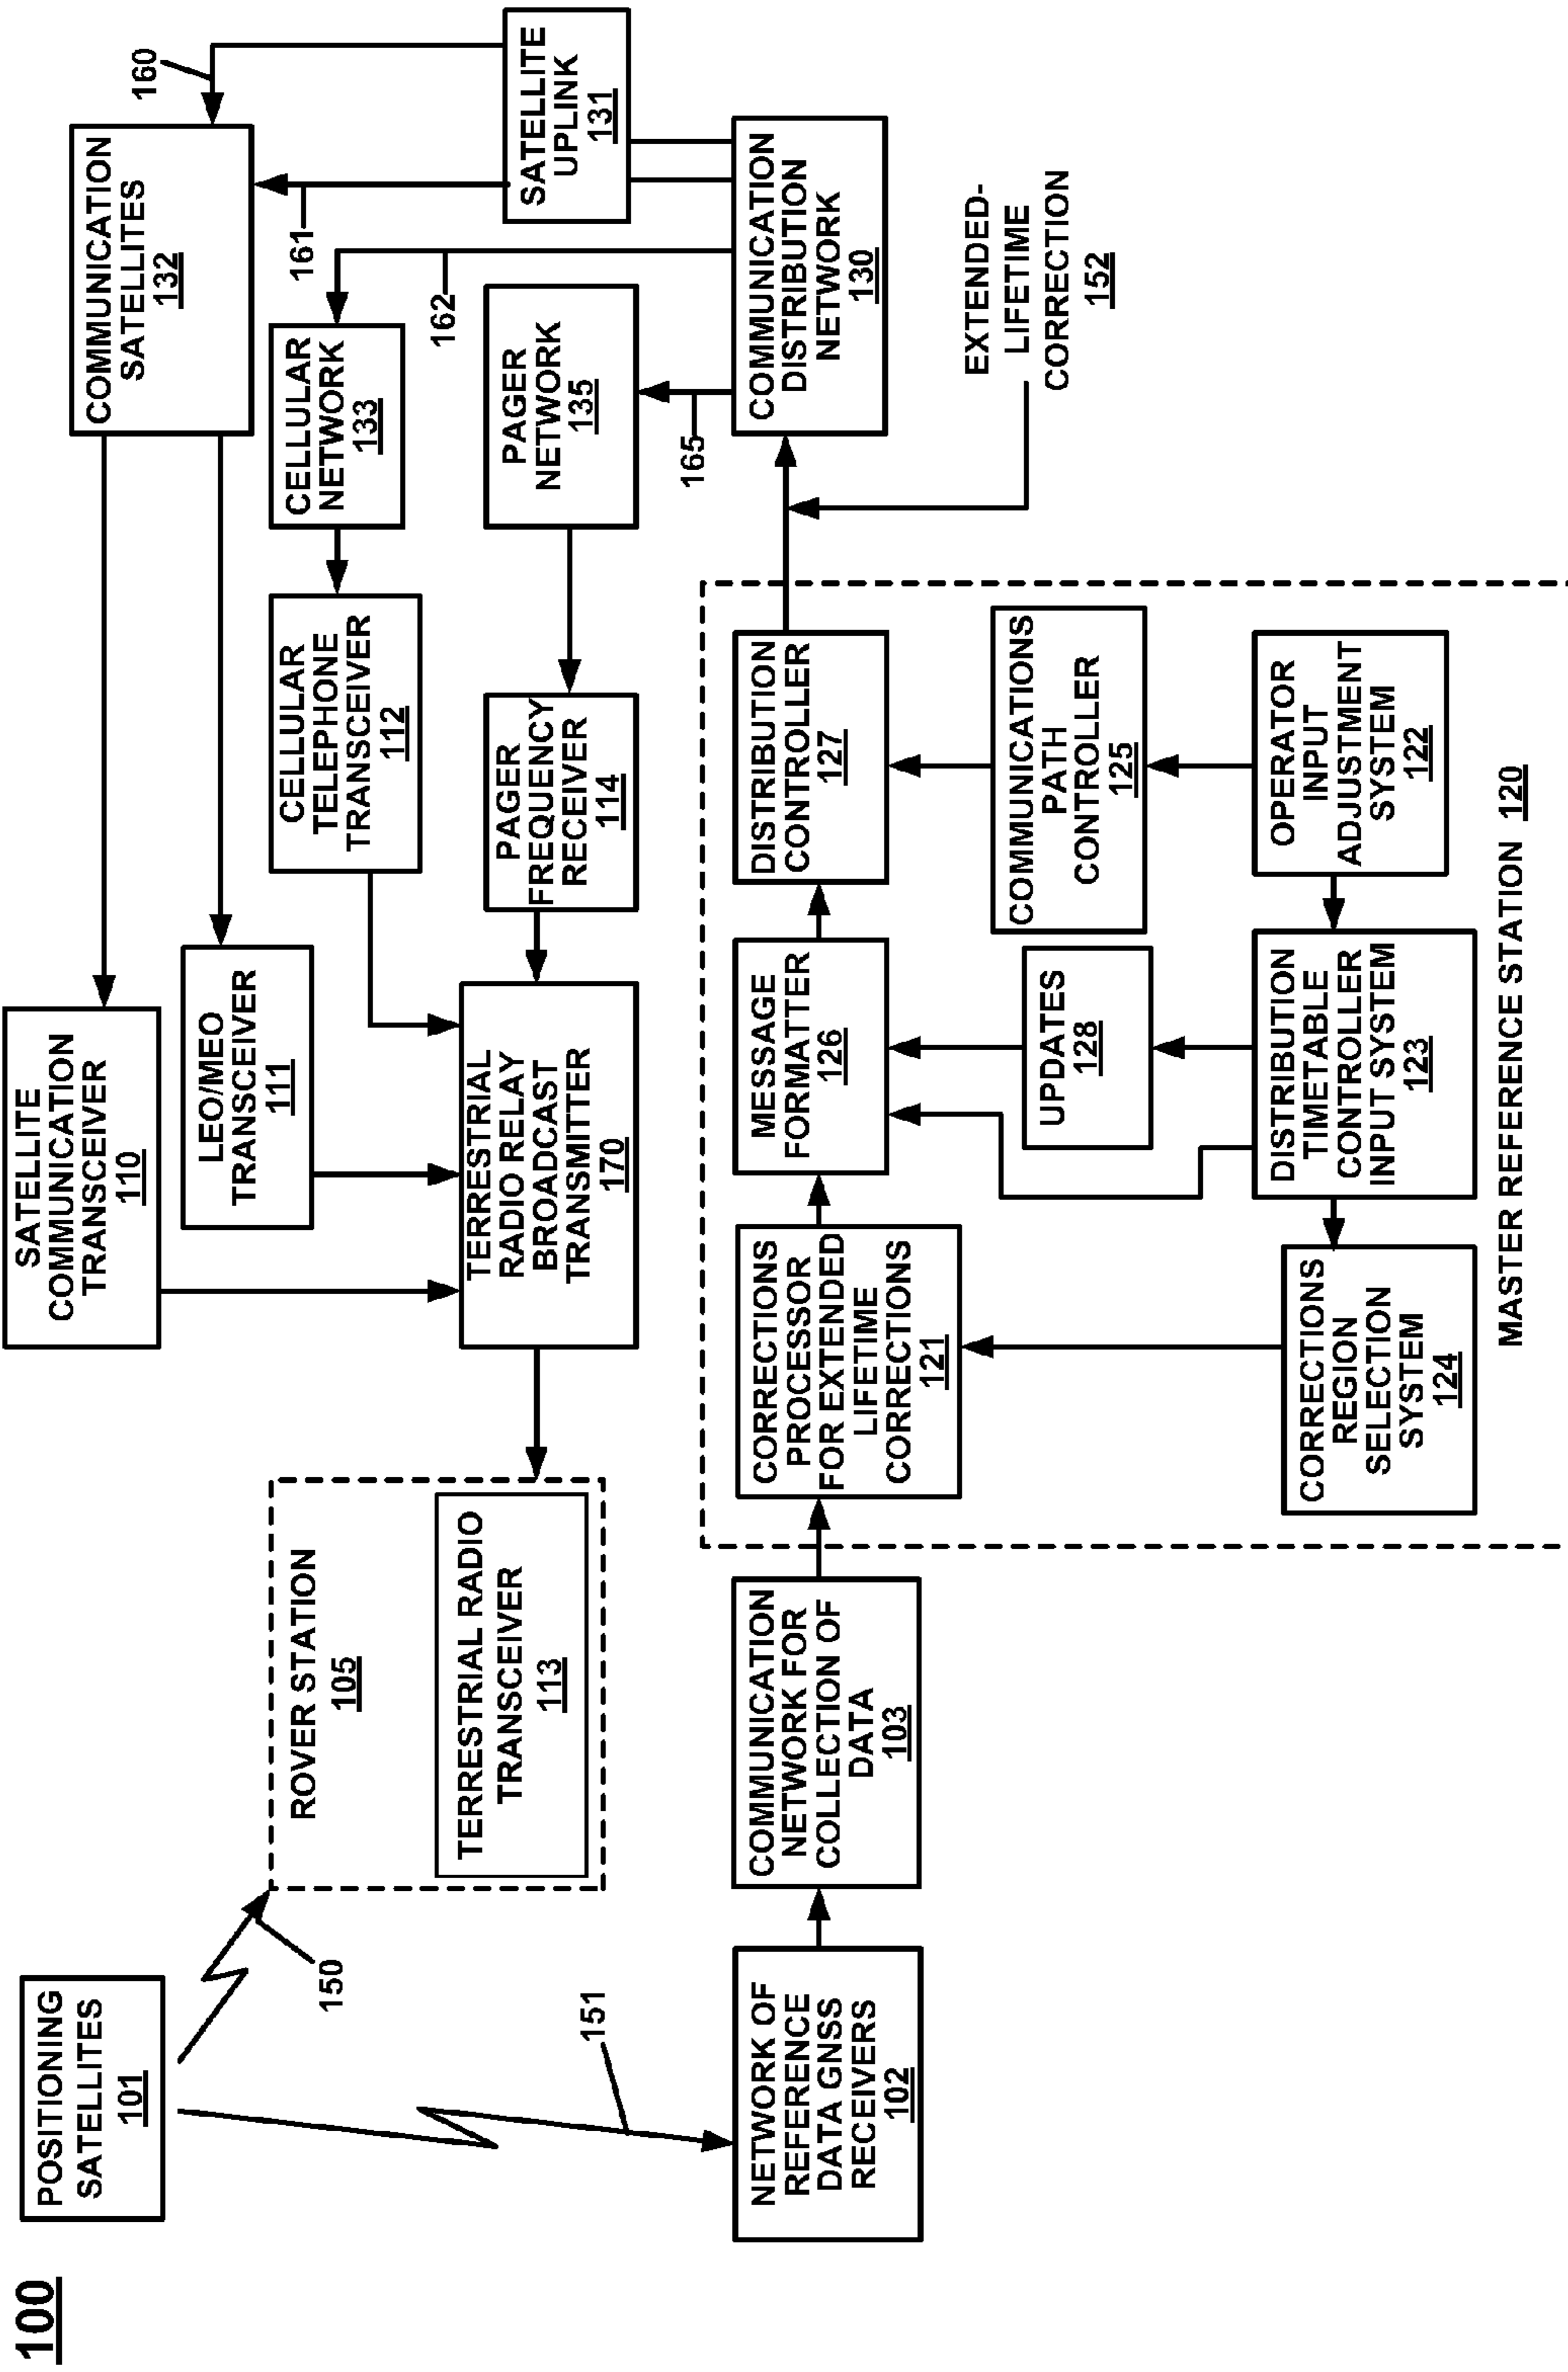 100
POSITIONING
SATELLITES
101
150
151
ROVER STATION
105
TERRESTRIAL RADIO
TRANSCEIVER
113
SATELLITE
COMMUNICATION
TRANSCEIVER
110
LEO/MEO
TRANSCEIVER
111
TERRESTRIAL
RADIO RELAY
BROADCAST
TRANSMITTER
170
CELLULAR
TELEPHONE
TRANSCEIVER
112
PAGER
FREQUENCY
RECEIVER
114
COMMUNICATION
SATELLITES
132
CELLULAR
NETWORK
133
PAGER
NETWORK
135
160
161
162
165
SATELLITE
UPLINK
131
COMMUNICATION
DISTRIBUTION
NETWORK
130
EXTENDED-
LIFETIME
CORRECTION
152
NETWORK OF
REFERENCE
DATA GNSS
RECEIVERS
102
COMMUNICATION
NETWORK FOR
COLLECTION OF
DATA
103
CORRECTIONS
PROCESSOR
FOR EXTENDED
LIFETIME
CORRECTIONS
121
MESSAGE
FORMATTER
126
DISTRIBUTION
CONTROLLER
127
UPDATES
128
COMMUNICATIONS
PATH
CONTROLLER
125
CORRECTIONS
REGION
SELECTION
SYSTEM
124
DISTRIBUTION
TIMETABLE
CONTROLLER
INPUT SYSTEM
123
OPERATOR
INPUT
ADJUSTMENT
SYSTEM
122
MASTER REFERENCE STATION 120